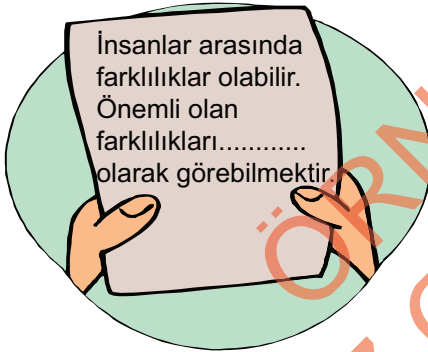 İnsanlar arasında
farklılıklar olabilir.
Önemli olan
farklılıkları............
olarak görebilmektir.